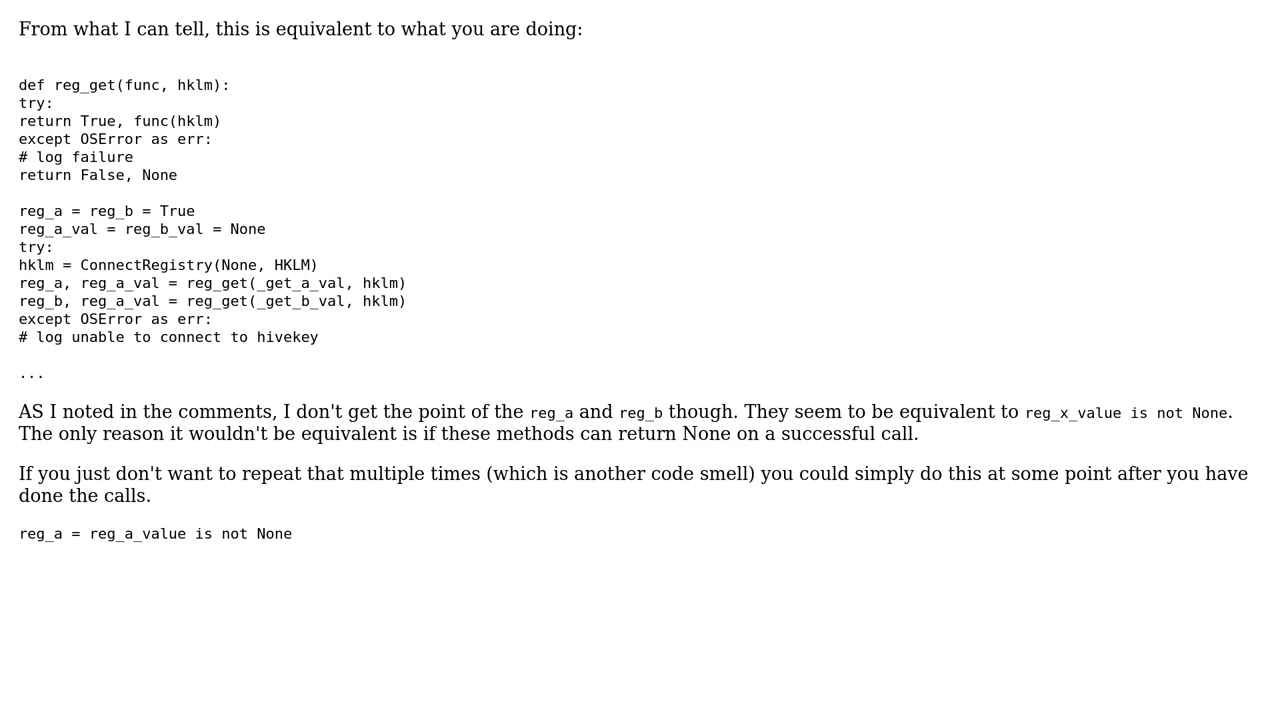 From what I can tell, this is equivalent to what you are doing:
def reg_get(func, hklm):
try:
return True, func(hklm)
except OSError as err:
# log failure
return False, None
reg_a = reg_b = True
reg_a_val = reg_b_val = None
try:
hklm = ConnectRegistry(None, HKLM)
reg_a, reg_a_val = reg_get(_get_a_val, hklm)
reg_b, reg_a_val = reg_get(_get_b_val, hklm)
except OSError as err:
# log unable to connect to hivekey
...
AS I noted in the comments, I don't get the point of the reg_a and reg_b though. They seem to be equivalent to reg_x_value is not None.
The only reason it wouldn't be equivalent is if these methods can return None on a successful call.
If you just don't want to repeat that multiple times (which is another code smell) you could simply do this at some point after you have
done the calls.
reg_a = reg_a_value is not None